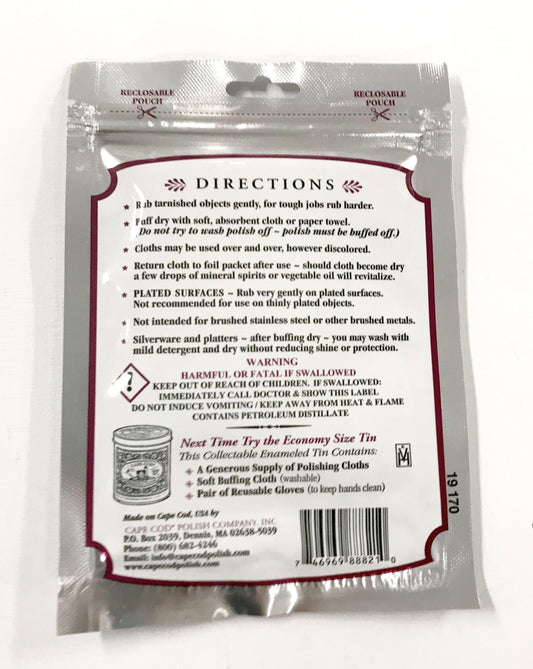 RECLOSABLE POUCH
RECLOSABLE POUCH
DIRECTIONS
★ Rub tarnished objects gently, for tough jobs rub harder.
★ Buff dry with soft, absorbent cloth or paper towel.
(Do not try to wash polish off ~ polish must be buffed off.)
★ Cloths may be used over and over, however discolored.
★ Return cloth to foil packet after use ~ should cloth become dry
a few drops of mineral spirits or vegetable oil will revitalize.
★ PLATED SURFACES ~ Rub very gently on plated surfaces.
Not recommended for use on thinly plated objects.
★ Not intended for brushed stainless steel or other brushed metals.
★ Silverware and platters ~ after buffing dry ~ you may wash with
mild detergent and dry without reducing shine or protection.
WARNING
HARMFUL OR FATAL IF SWALLOWED
KEEP OUT OF REACH OF CHILDREN. IF SWALLOWED:
IMMEDIATELY CALL DOCTOR & SHOW THIS LABEL
DO NOT INDUCE VOMITING / KEEP AWAY FROM HEAT & FLAME
CONTAINS PETROLEUM DISTILLATE
?
Next Time Try the Economy Size Tin
This Collectable Enameled Tin Contains:
A Generous Supply of Polishing Cloths
Soft Buffing Cloth (washable)
Pair of Reusable Gloves (to keep hands clean)
Made on Cape Cod, USA by
CAPE COD® POLISH COMPANY, INC.
P.O. Box 2039, Dennis, MA 02638-5039
Phone: (800) 682-4246
Email: info@capecodpolish.com
www.capecodpolish.com
7 46969 88821 0
19 170